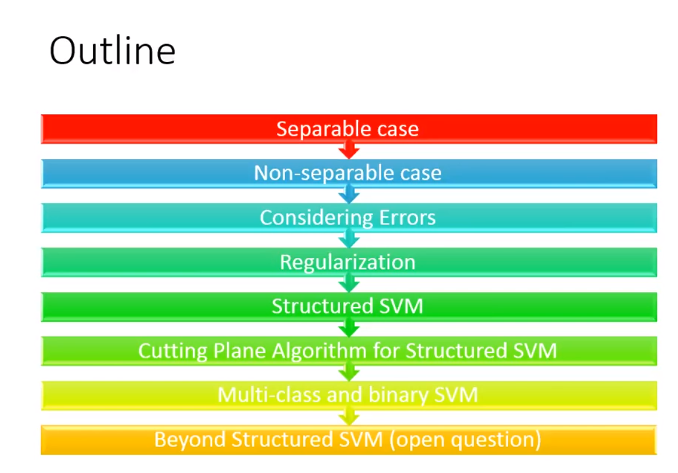 Outline
Separable case
Non-separable case
Considering Errors
Regularization
Structured SVM
Cutting Plane Algorithm for Structured SVM
Multi-class and binary SVM
Beyond Structured SVM (open question)